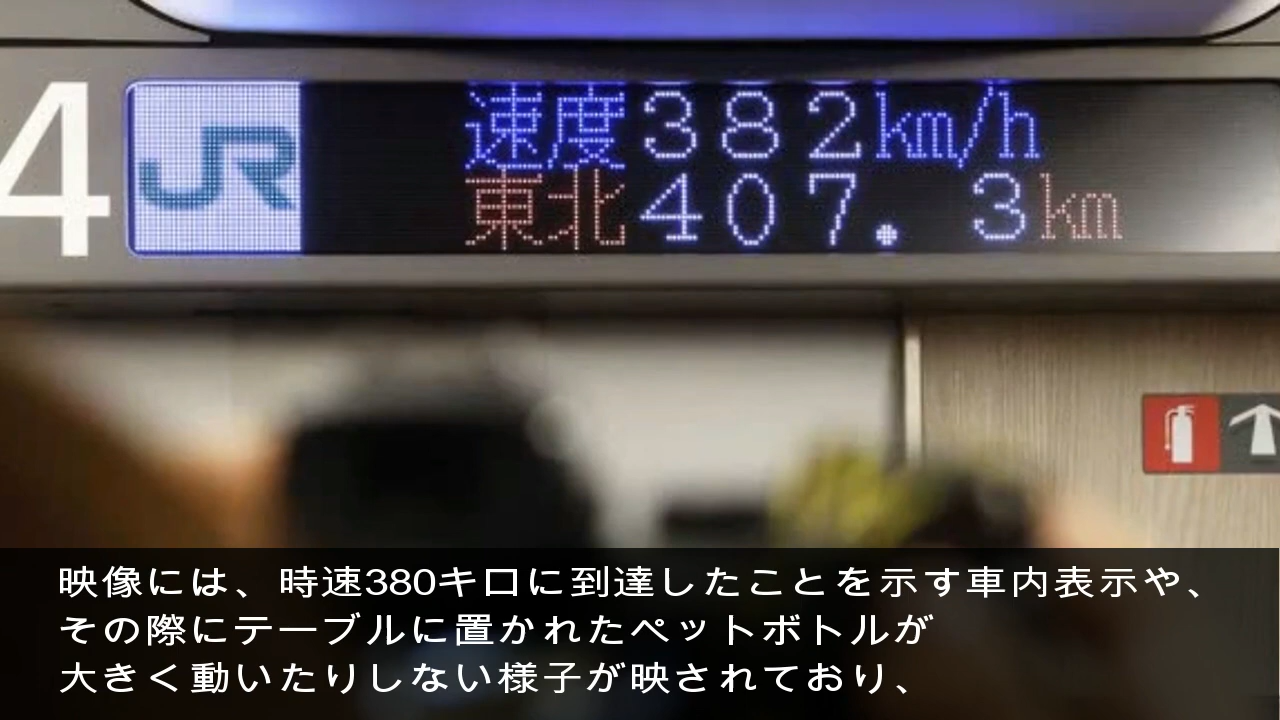 4
JR
速度382km/h
東北407.3km
映像には、時速380キロに到達したことを示す車内表示や、
その際にテーブルに置かれたペットボトルが
大きく動いたりしない様子が映されており、